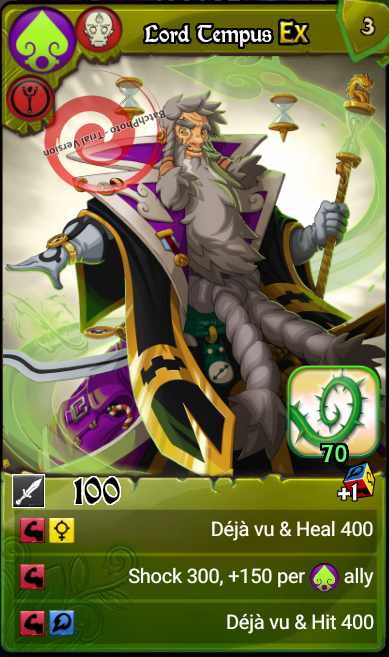 Lord Tempus Ex
3
BatchPhoto - Trial Version
70
100
+1
Déjà vu & Heal 400
Shock 300, +150 per ally
Déjà vu & Hit 400